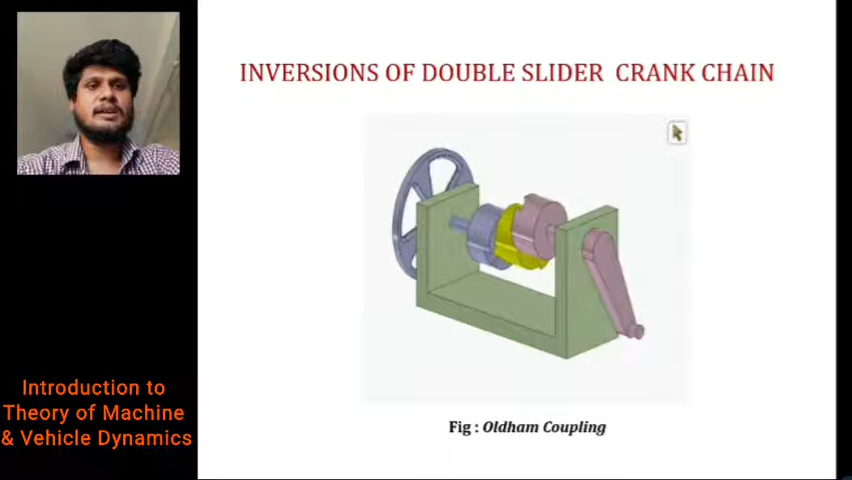 INVERSIONS OF DOUBLE SLIDER CRANK CHAIN
Fig : Oldham Coupling
Introduction to
Theory of Machine
& Vehicle Dynamics